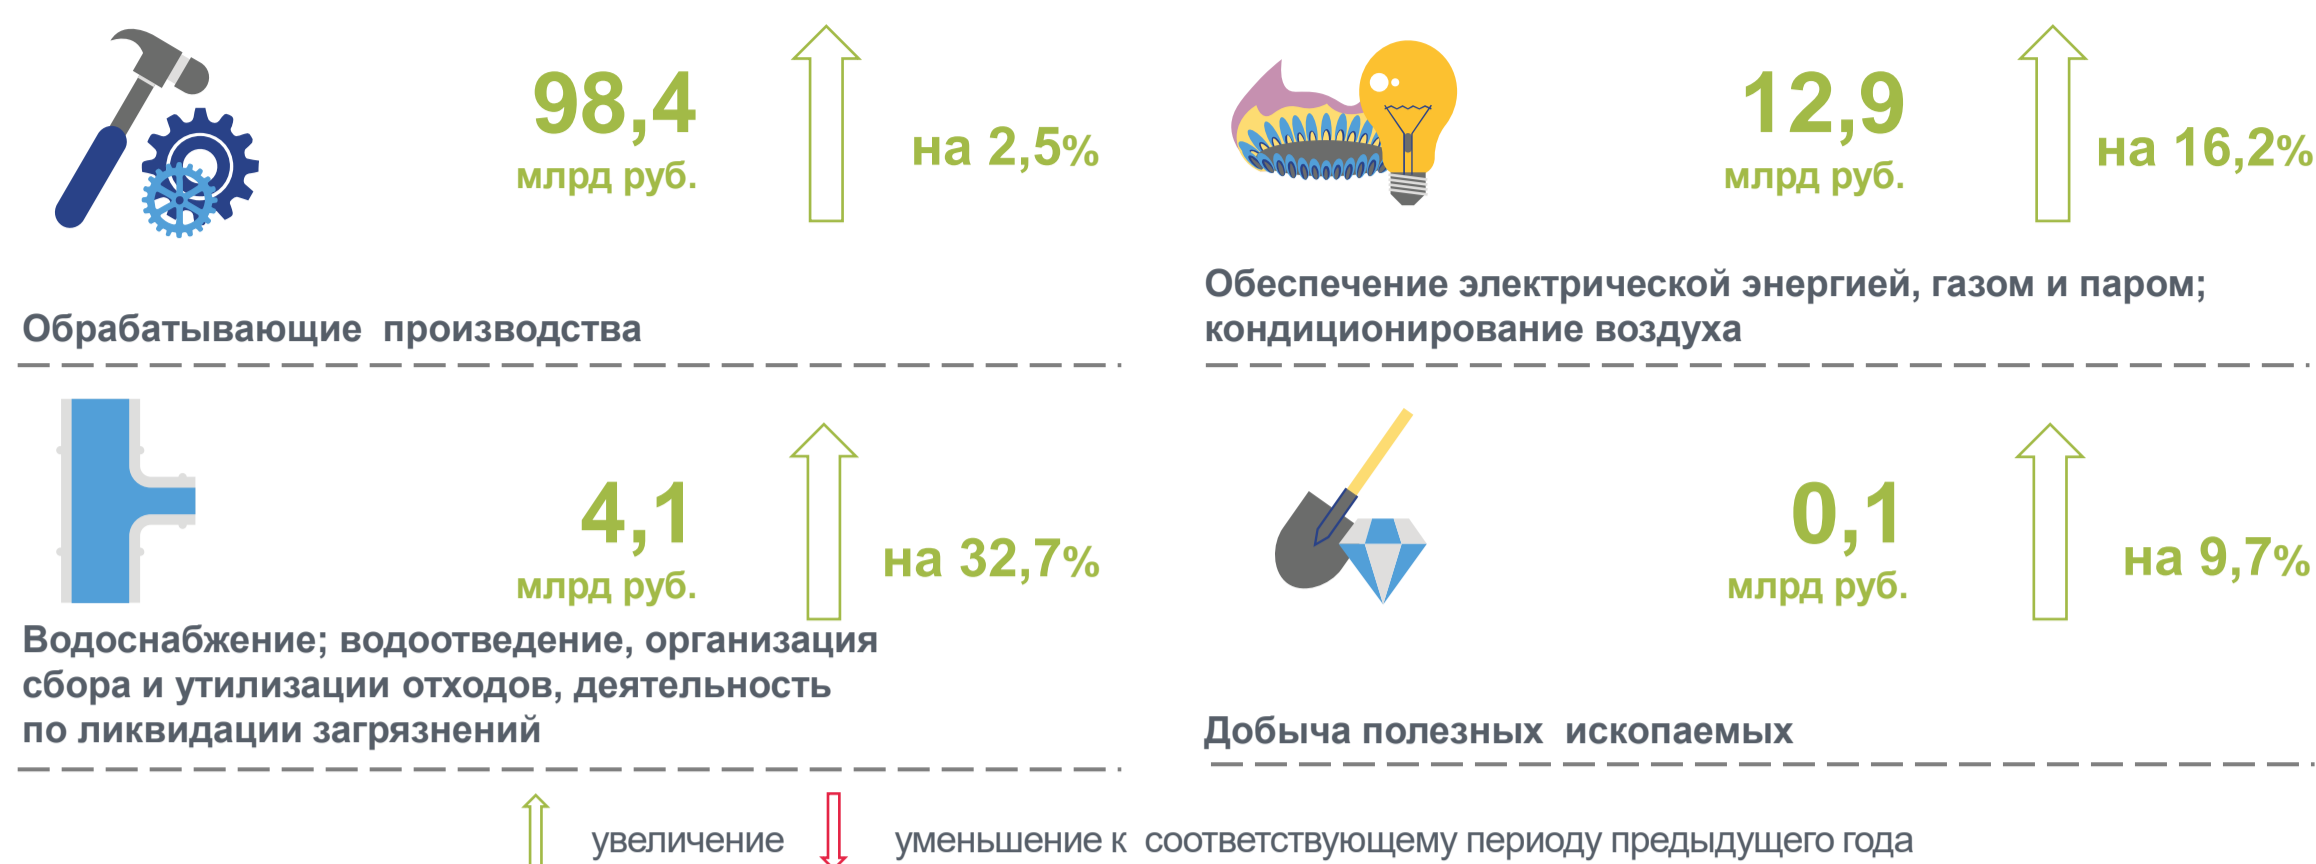 98,4
млрд руб.
на 2,5%
Обрабатывающие производства
12,9
млрд руб.
на 16,2%
Обеспечение электрической энергией, газом и паром;
кондиционирование воздуха
4,1
млрд руб.
на 32,7%
Водоснабжение; водоотведение, организация
сбора и утилизации отходов, деятельность
по ликвидации загрязнений
0,1
млрд руб.
на 9,7%
Добыча полезных ископаемых
увеличение
уменьшение к соответствующему периоду предыдущего года